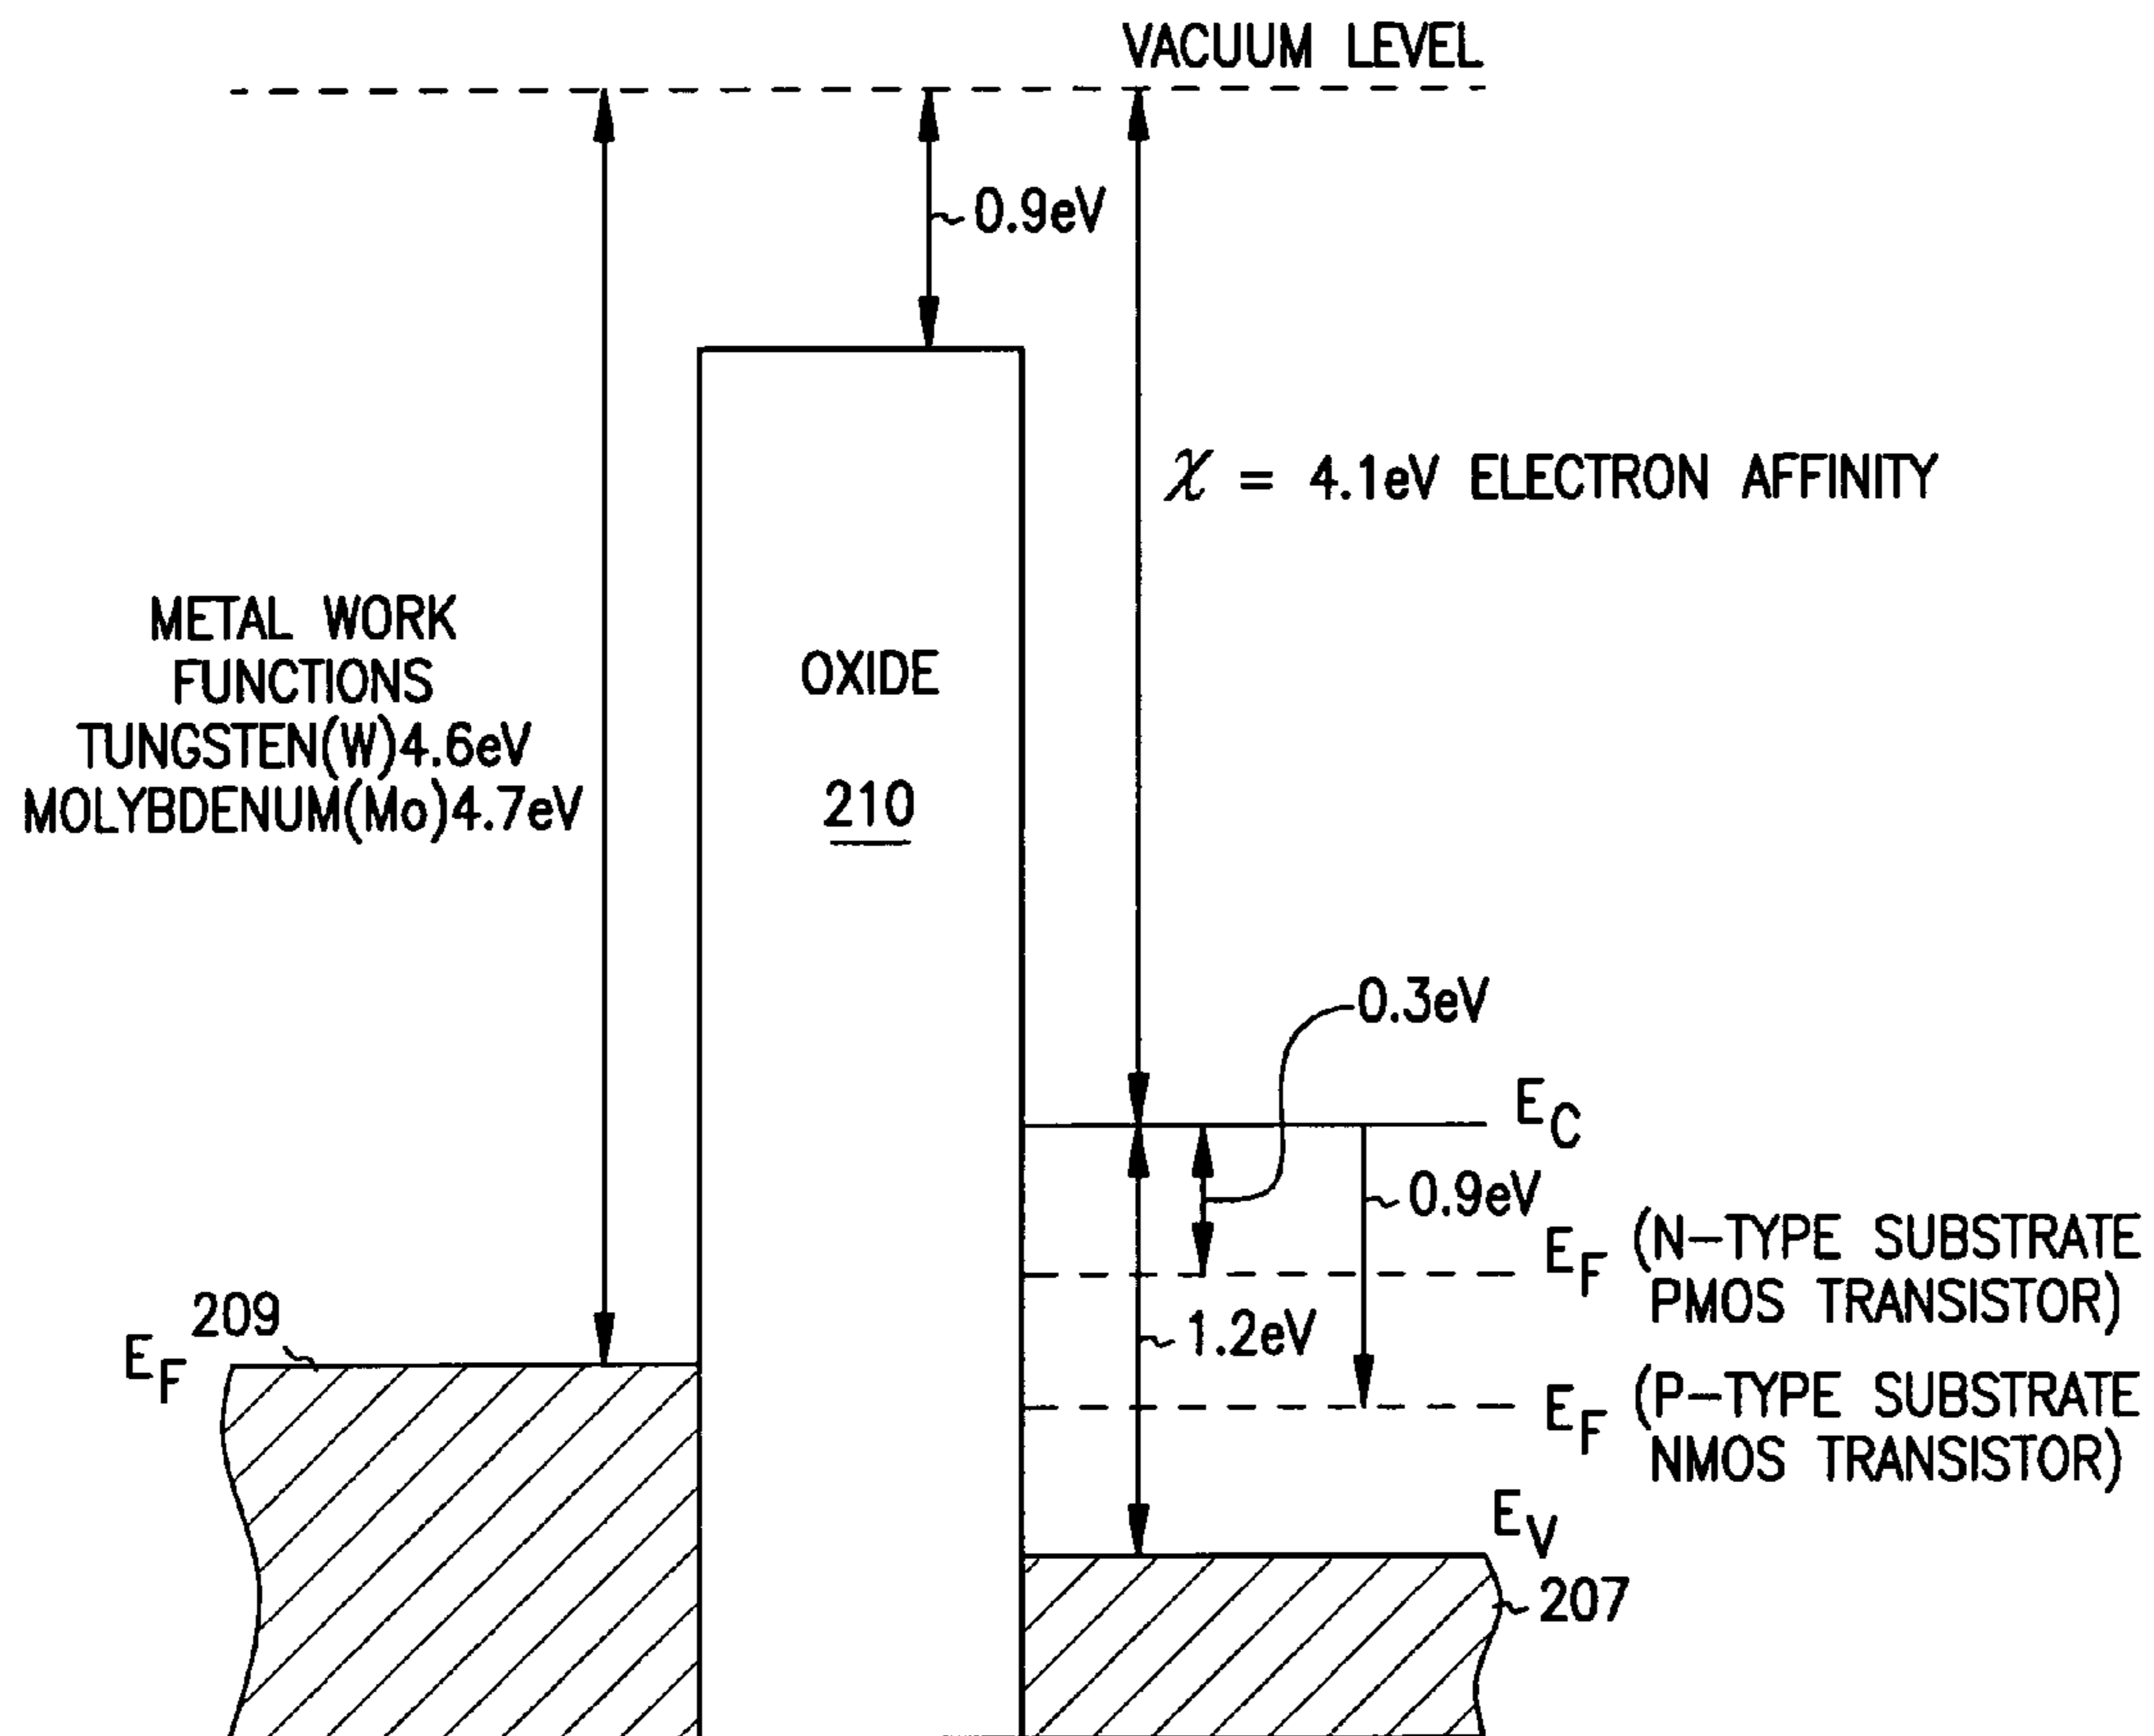 VACUUM LEVEL
0.9eV
χ = 4.1eV ELECTRON AFFINITY
METAL WORK
FUNCTIONS
TUNGSTEN(W)4.6eV
MOLYBDENUM(Mo)4.7eV
OXIDE
210
0.3eV
EC
0.9eV
EF (N-TYPE SUBSTRATE
PMOS TRANSISTOR)
1.2eV
209
EF
EF (P-TYPE SUBSTRATE
NMOS TRANSISTOR)
EV
207